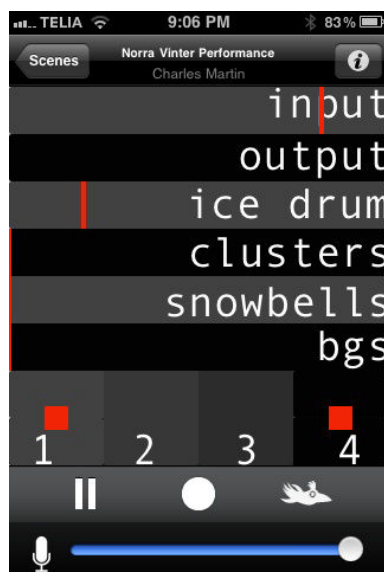 TELIA 9:06 PM 83%
Scenes Norra Vinter Performance
Charles Martin
input
output
ice drum
clusters
snowbells
bgs
1 2 3 4